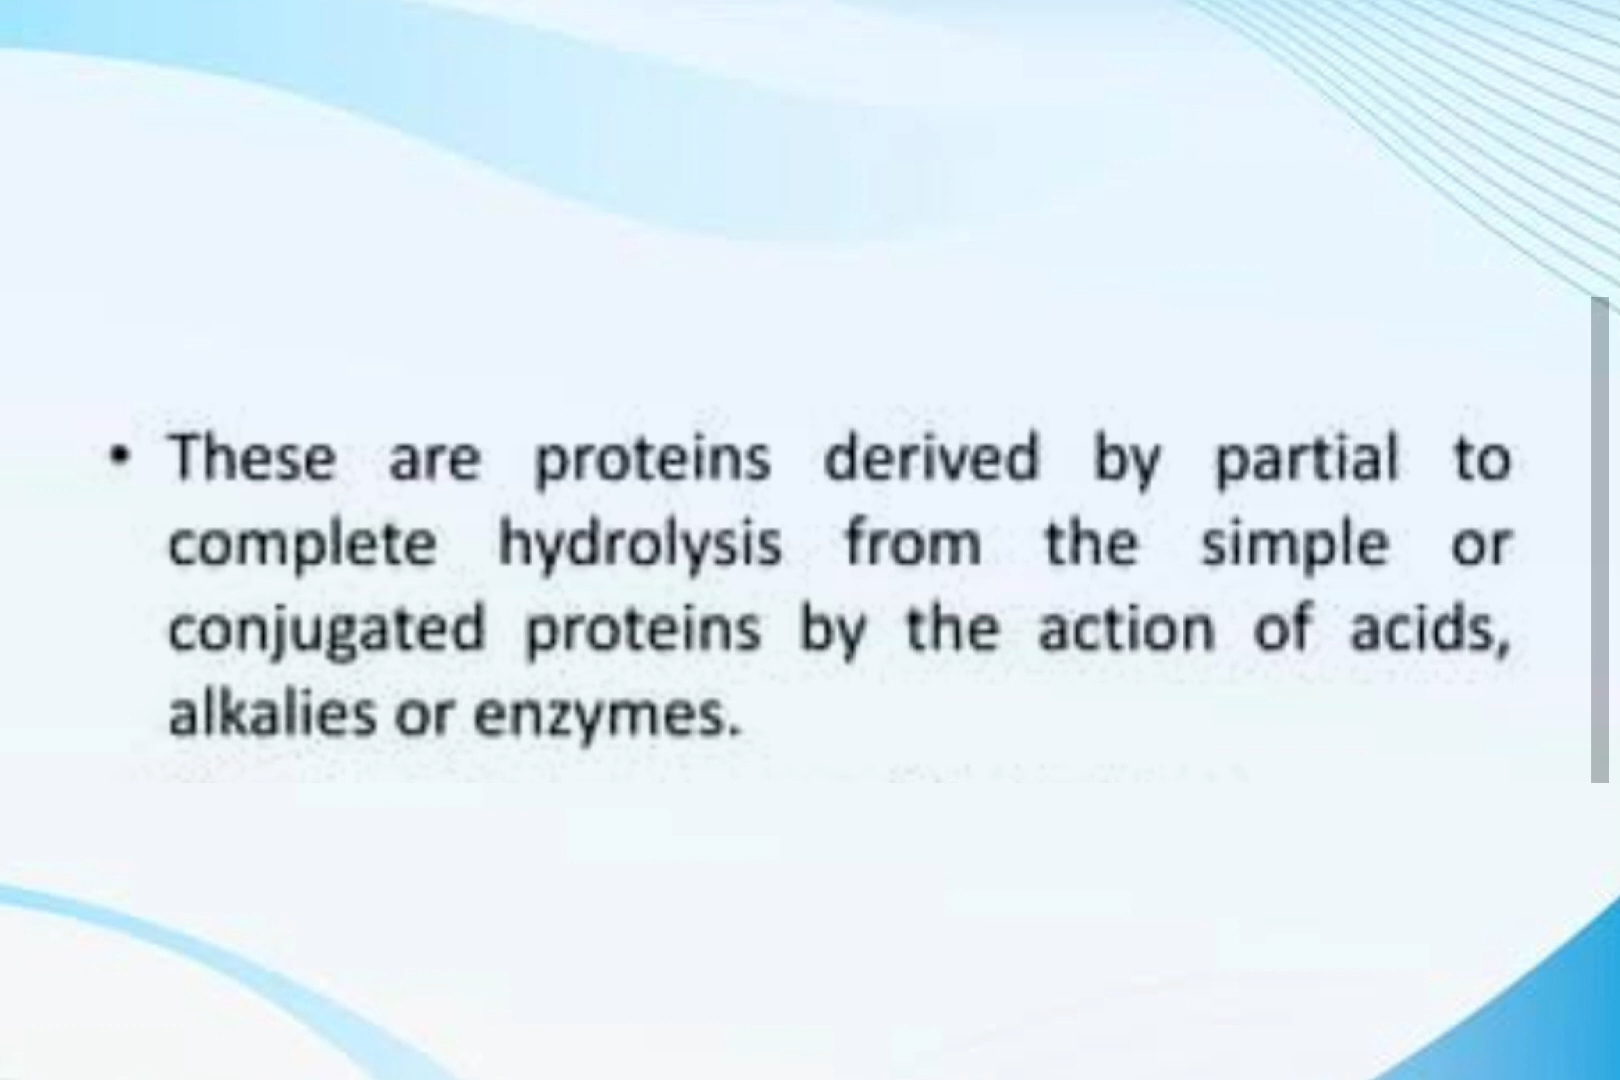 • These are proteins derived by partial to
complete hydrolysis from the simple or
conjugated proteins by the action of acids,
alkalies or enzymes.